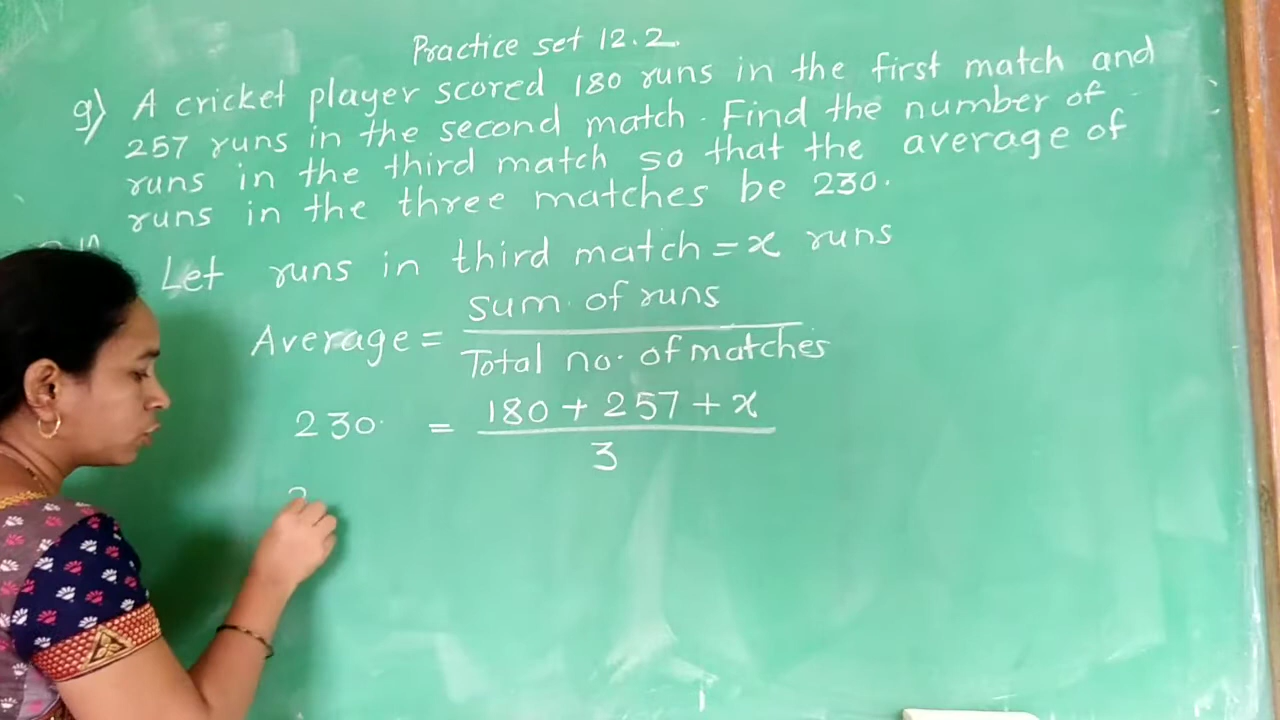 Practice set 12.2.
9) A cricket player scored 180 runs in the first match and
257 runs in the second match. Find the number of
runs in the third match so that the average of
runs in the three matches be 230.
Let runs in third match = x runs
Average = sum of runs / Total no. of matches
230 = 180 + 257 + x / 3